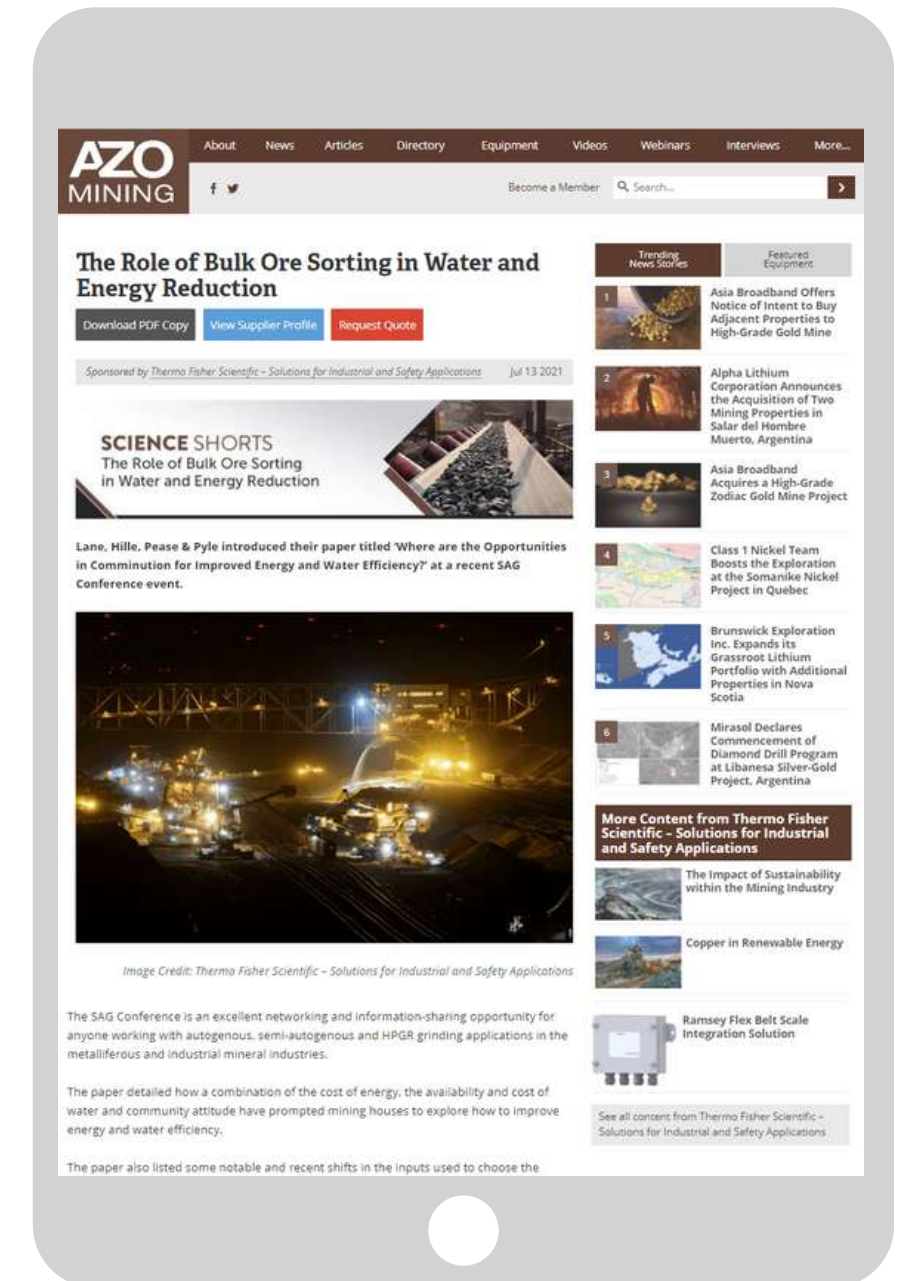 AZO
MINING
About News Articles Directory Equipment Videos Webinars Interviews More...
Become a Member Search...
The Role of Bulk Ore Sorting in Water and
Energy Reduction
Download PDF Copy View Supplier Profile Request Quote
Sponsored by Thermo Fisher Scientific – Solutions for Industrial and Safety Applications Jul 13 2021
SCIENCE SHORTS
The Role of Bulk Ore Sorting
in Water and Energy Reduction
Lane, Hille, Pease & Pyle introduced their paper titled ‘Where are the Opportunities
in Comminution for Improved Energy and Water Efficiency?’ at a recent SAG
Conference event.
Image Credit: Thermo Fisher Scientific – Solutions for Industrial and Safety Applications
The SAG Conference is an excellent networking and information-sharing opportunity for
anyone working with autogenous, semi-autogenous and HPGR grinding applications in the
metalliferous and industrial mineral industries.
The paper detailed how a combination of the cost of energy, the availability and cost of
water and community attitude have prompted mining houses to explore how to improve
energy and water efficiency.
The paper also listed some notable and recent shifts in the inputs used to choose the
Trending
News Stories
Featured
Equipment
1
Asia Broadband Offers
Notice of Intent to Buy
Adjacent Properties to
High-Grade Gold Mine
2
Alpha Lithium
Corporation Announces
the Acquisition of Two
Mining Properties in
Salar del Hombre
Muerto, Argentina
3
Asia Broadband
Acquires a High-Grade
Zodiac Gold Mine Project
4
Class 1 Nickel Team
Boosts the Exploration
at the Somanike Nickel
Project in Quebec
5
Brunswick Exploration
Inc. Expands its
Grassroot Lithium
Portfolio with Additional
Properties in Nova
Scotia
6
Mirasol Declares
Commencement of
Diamond Drill Program
at Libanesa Silver-Gold
Project, Argentina
More Content from Thermo Fisher
Scientific – Solutions for Industrial
and Safety Applications
The Impact of Sustainability
within the Mining Industry
Copper in Renewable Energy
Ramsey Flex Belt Scale
Integration Solution
See all content from Thermo Fisher Scientific –
Solutions for Industrial and Safety Applications